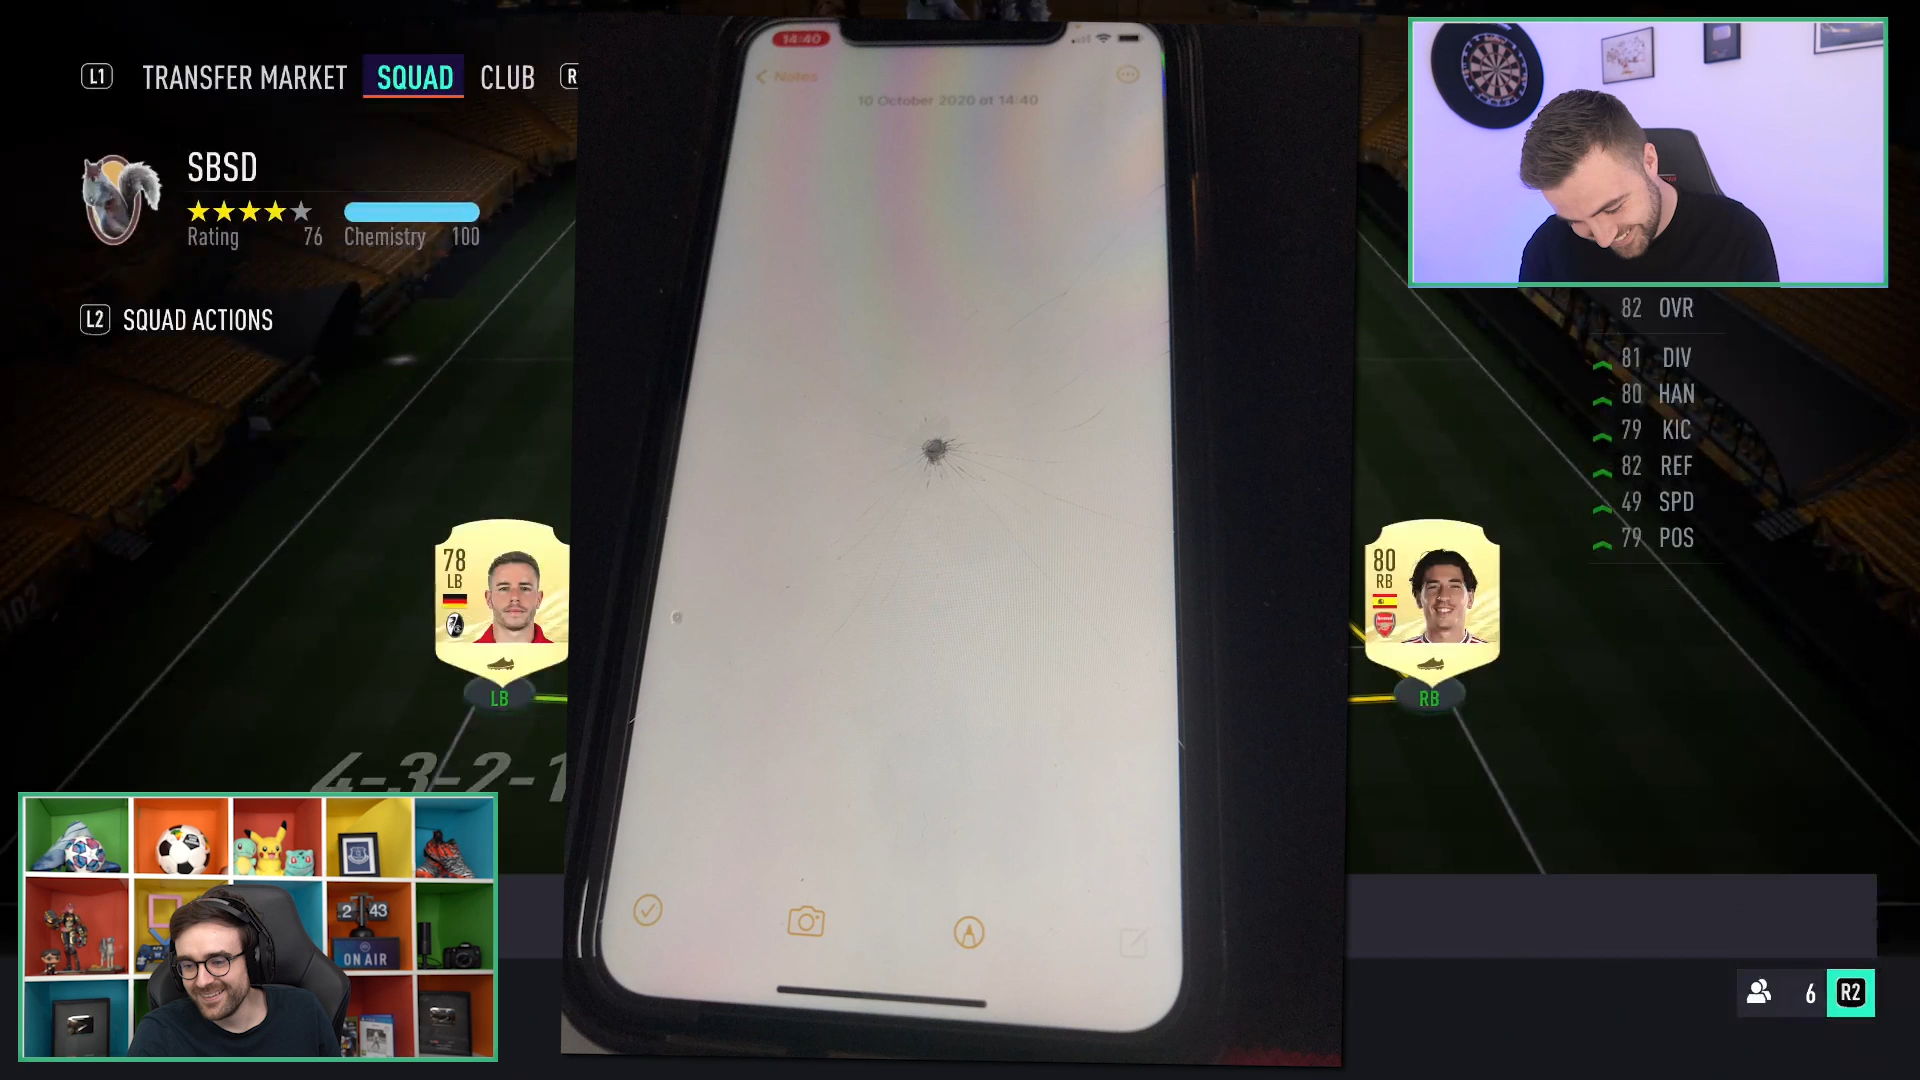 L1 TRANSFER MARKET SQUAD CLUB R
SBSD
Rating 76 Chemistry 100
L2 SQUAD ACTIONS
14:40
Notes
10 October 2020 at 14:40
82 OVR
81 DIV
80 HAN
79 KIC
82 REF
49 SPD
79 POS
78
LB
LB
80
RB
Arsenal
RB
4-3-2-1
2 43
ON AIR
6 R2